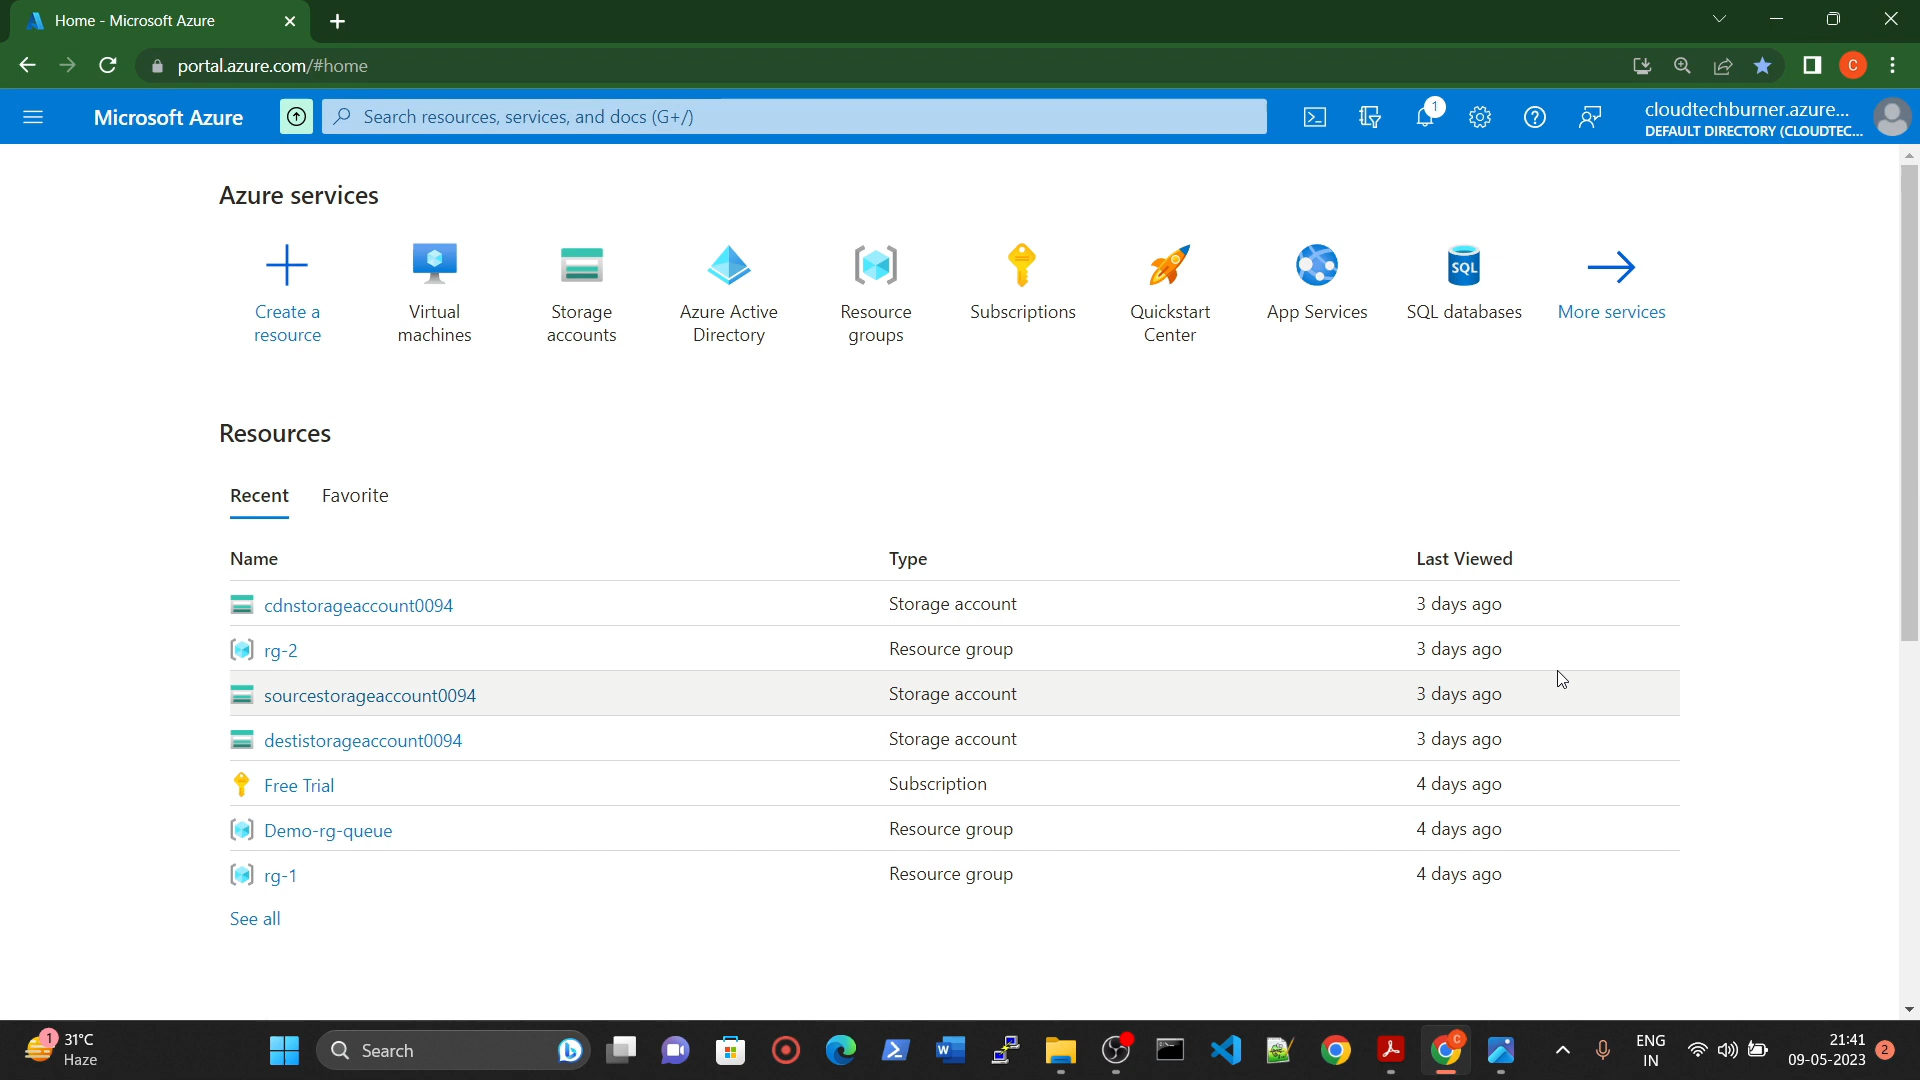 Home - Microsoft Azure
portal.azure.com/#home
C
Microsoft Azure
Search resources, services, and docs (G+/)
1
cloudtechburner.azure...
DEFAULT DIRECTORY (CLOUDTEC...
Azure services
Create a resource
Virtual machines
Storage accounts
Azure Active Directory
Resource groups
Subscriptions
Quickstart Center
App Services
SQL
SQL databases
More services
Resources
Recent Favorite
Name Type Last Viewed
cdnstorageaccount0094 Storage account 3 days ago
rg-2 Resource group 3 days ago
sourcestorageaccount0094 Storage account 3 days ago
destistorageaccount0094 Storage account 3 days ago
Free Trial Subscription 4 days ago
Demo-rg-queue Resource group 4 days ago
rg-1 Resource group 4 days ago
See all
1
31°C
Haze
Search
W
C
ENG
IN
21:41
09-05-2023
2